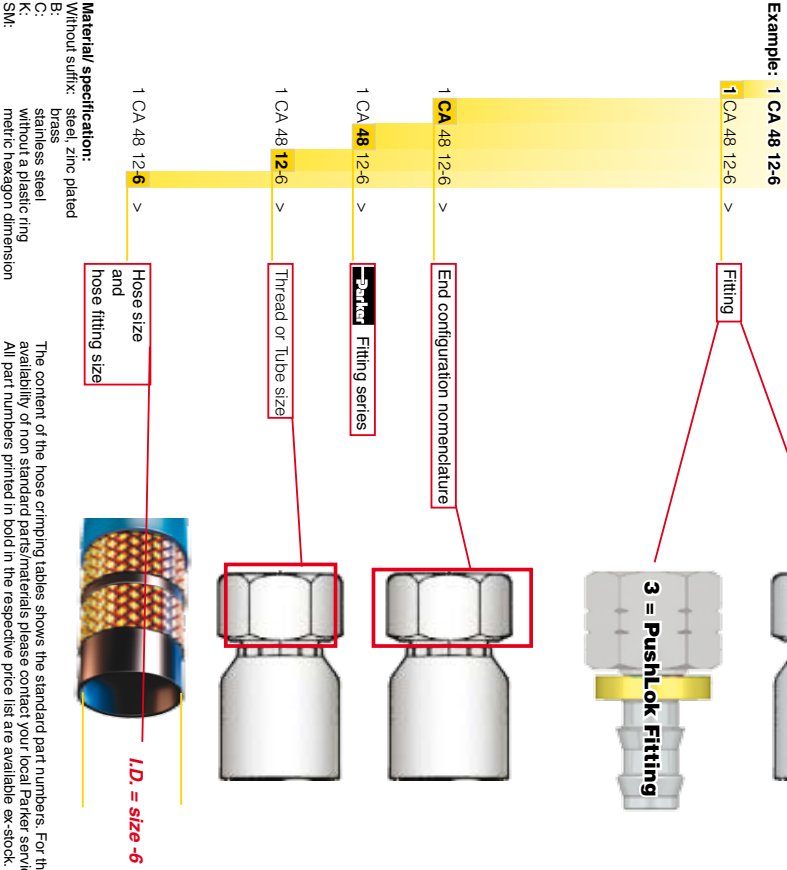 Example: 1 CA 48 12-6
1 CA 48 12-6 >
Fitting
3 = PushLok Fitting
1 CA 48 12-6 >
End configuration nomenclature
1 CA 48 12-6 >
Parker Fitting series
1 CA 48 12-6 >
Thread or Tube size
1 CA 48 12-6 >
Hose size
and
hose fitting size
I.D. = size -6
Material/ specification:
Without suffix: steel, zinc plated
B: brass
C: stainless steel
K: without a plastic ring
SM: metric hexagon dimension
The content of the hose crimping tables shows the standard part numbers. For
availability of non standard parts/materials please contact your local Parker
All part numbers printed in bold in the respective price list are available ex-stock.